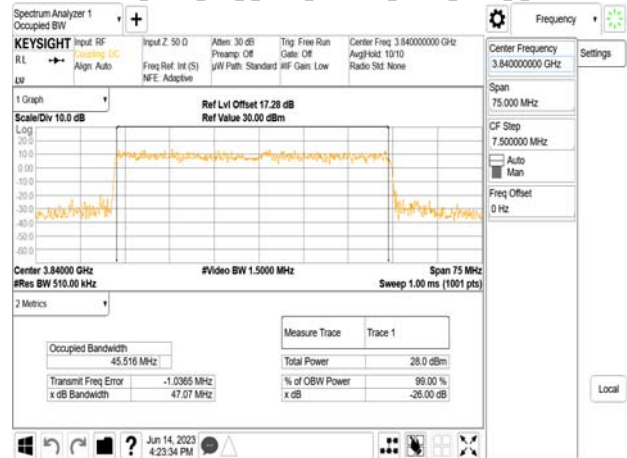 Spectrum Analyzer 1
Occupied BW
Frequency
KEYSIGHT
RL
Input: RF
Coupling: DC
Align: Auto
Input Z: 50 Ω
Freq Ref: Int (S)
NFE: Adaptive
Atten: 30 dB
Preamp: Off
µW Path: Standard
Trig: Free Run
Gate: Off
#IF Gain: Low
Center Freq: 3.840000000 GHz
Avg|Hold: 10/10
Radio Std: None
Center Frequency
3.840000000 GHz
Settings
Span
75.000 MHz
CF Step
7.500000 MHz
Auto
Man
Freq Offset
0 Hz
Local
1 Graph
Scale/Div 10.0 dB
Ref Lvl Offset 17.28 dB
Ref Value 30.00 dBm
Log
20.0
10.0
0.00
-10.0
-20.0
-30.0
-40.0
-50.0
-60.0
Center 3.84000 GHz
#Res BW 510.00 kHz
#Video BW 1.5000 MHz
Span 75 MHz
Sweep 1.00 ms (1001 pts)
2 Metrics
Occupied Bandwidth
45.516 MHz
Transmit Freq Error -1.0365 MHz
x dB Bandwidth 47.07 MHz
Measure Trace Trace 1
Total Power 28.0 dBm
% of OBW Power 99.00 %
x dB -26.00 dB
?
Jun 14, 2023
4:23:34 PM